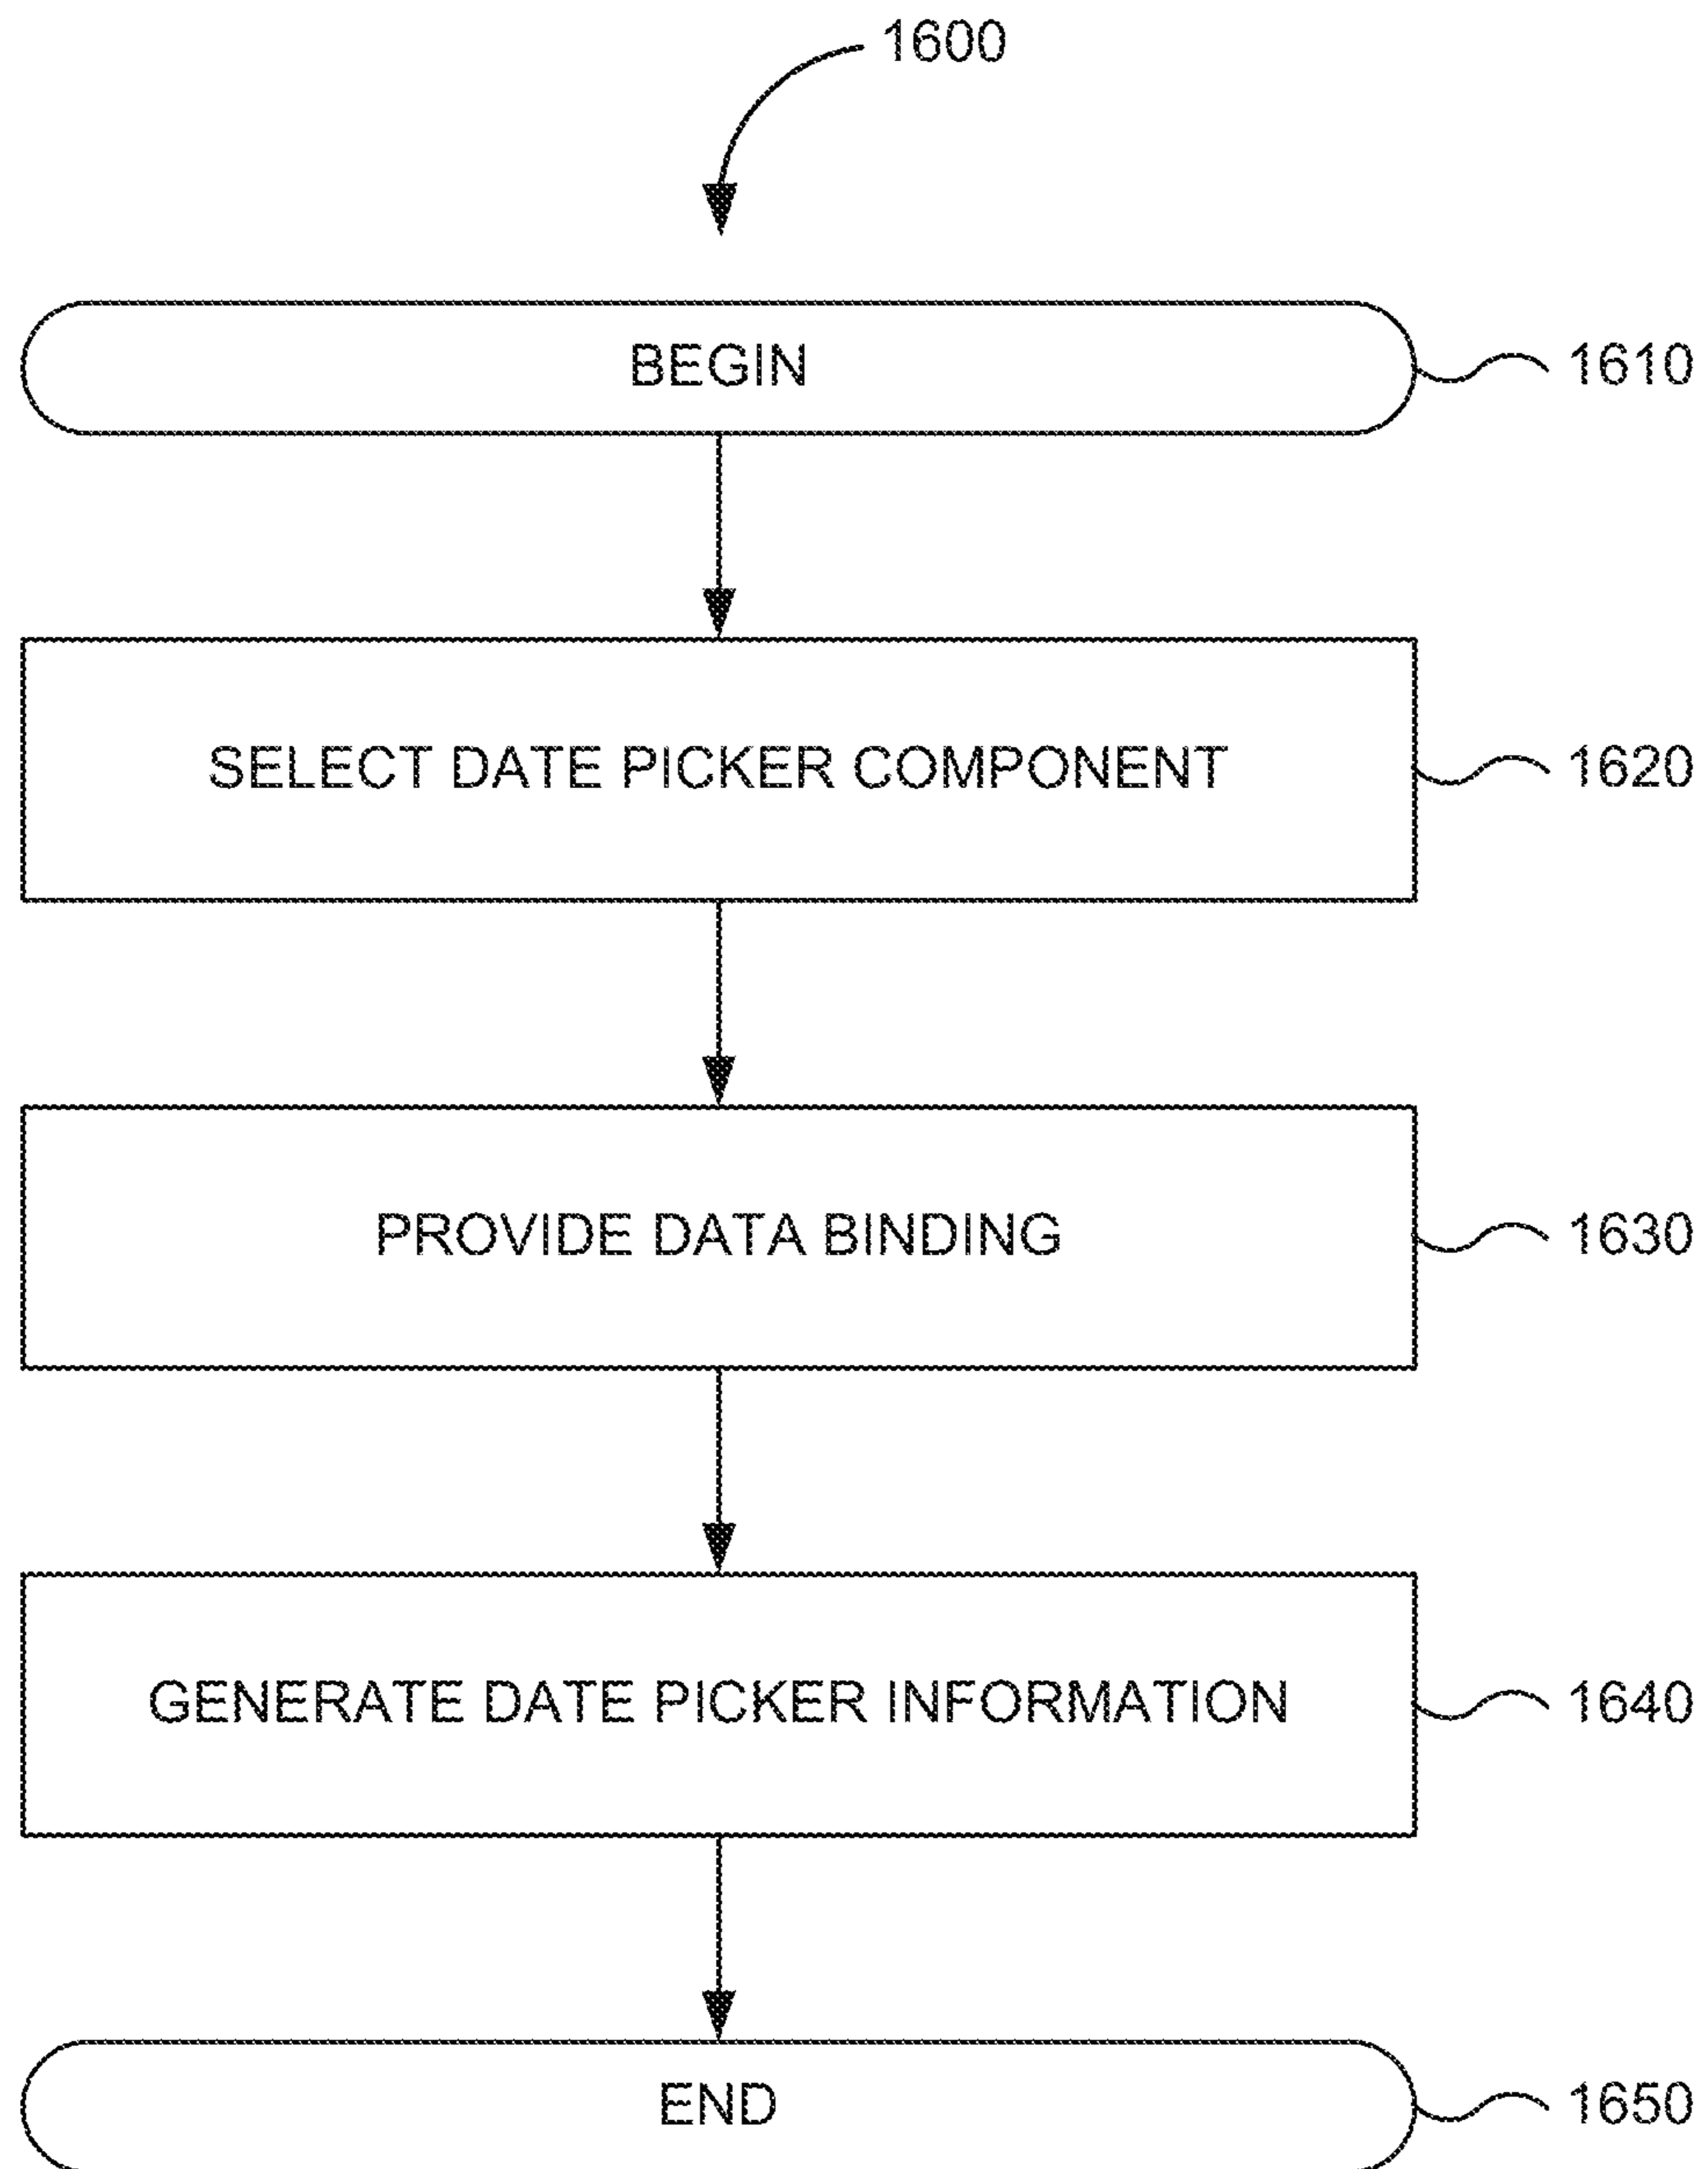 1600
BEGIN
1610
SELECT DATE PICKER COMPONENT
1620
PROVIDE DATA BINDING
1630
GENERATE DATE PICKER INFORMATION
1640
END
1650